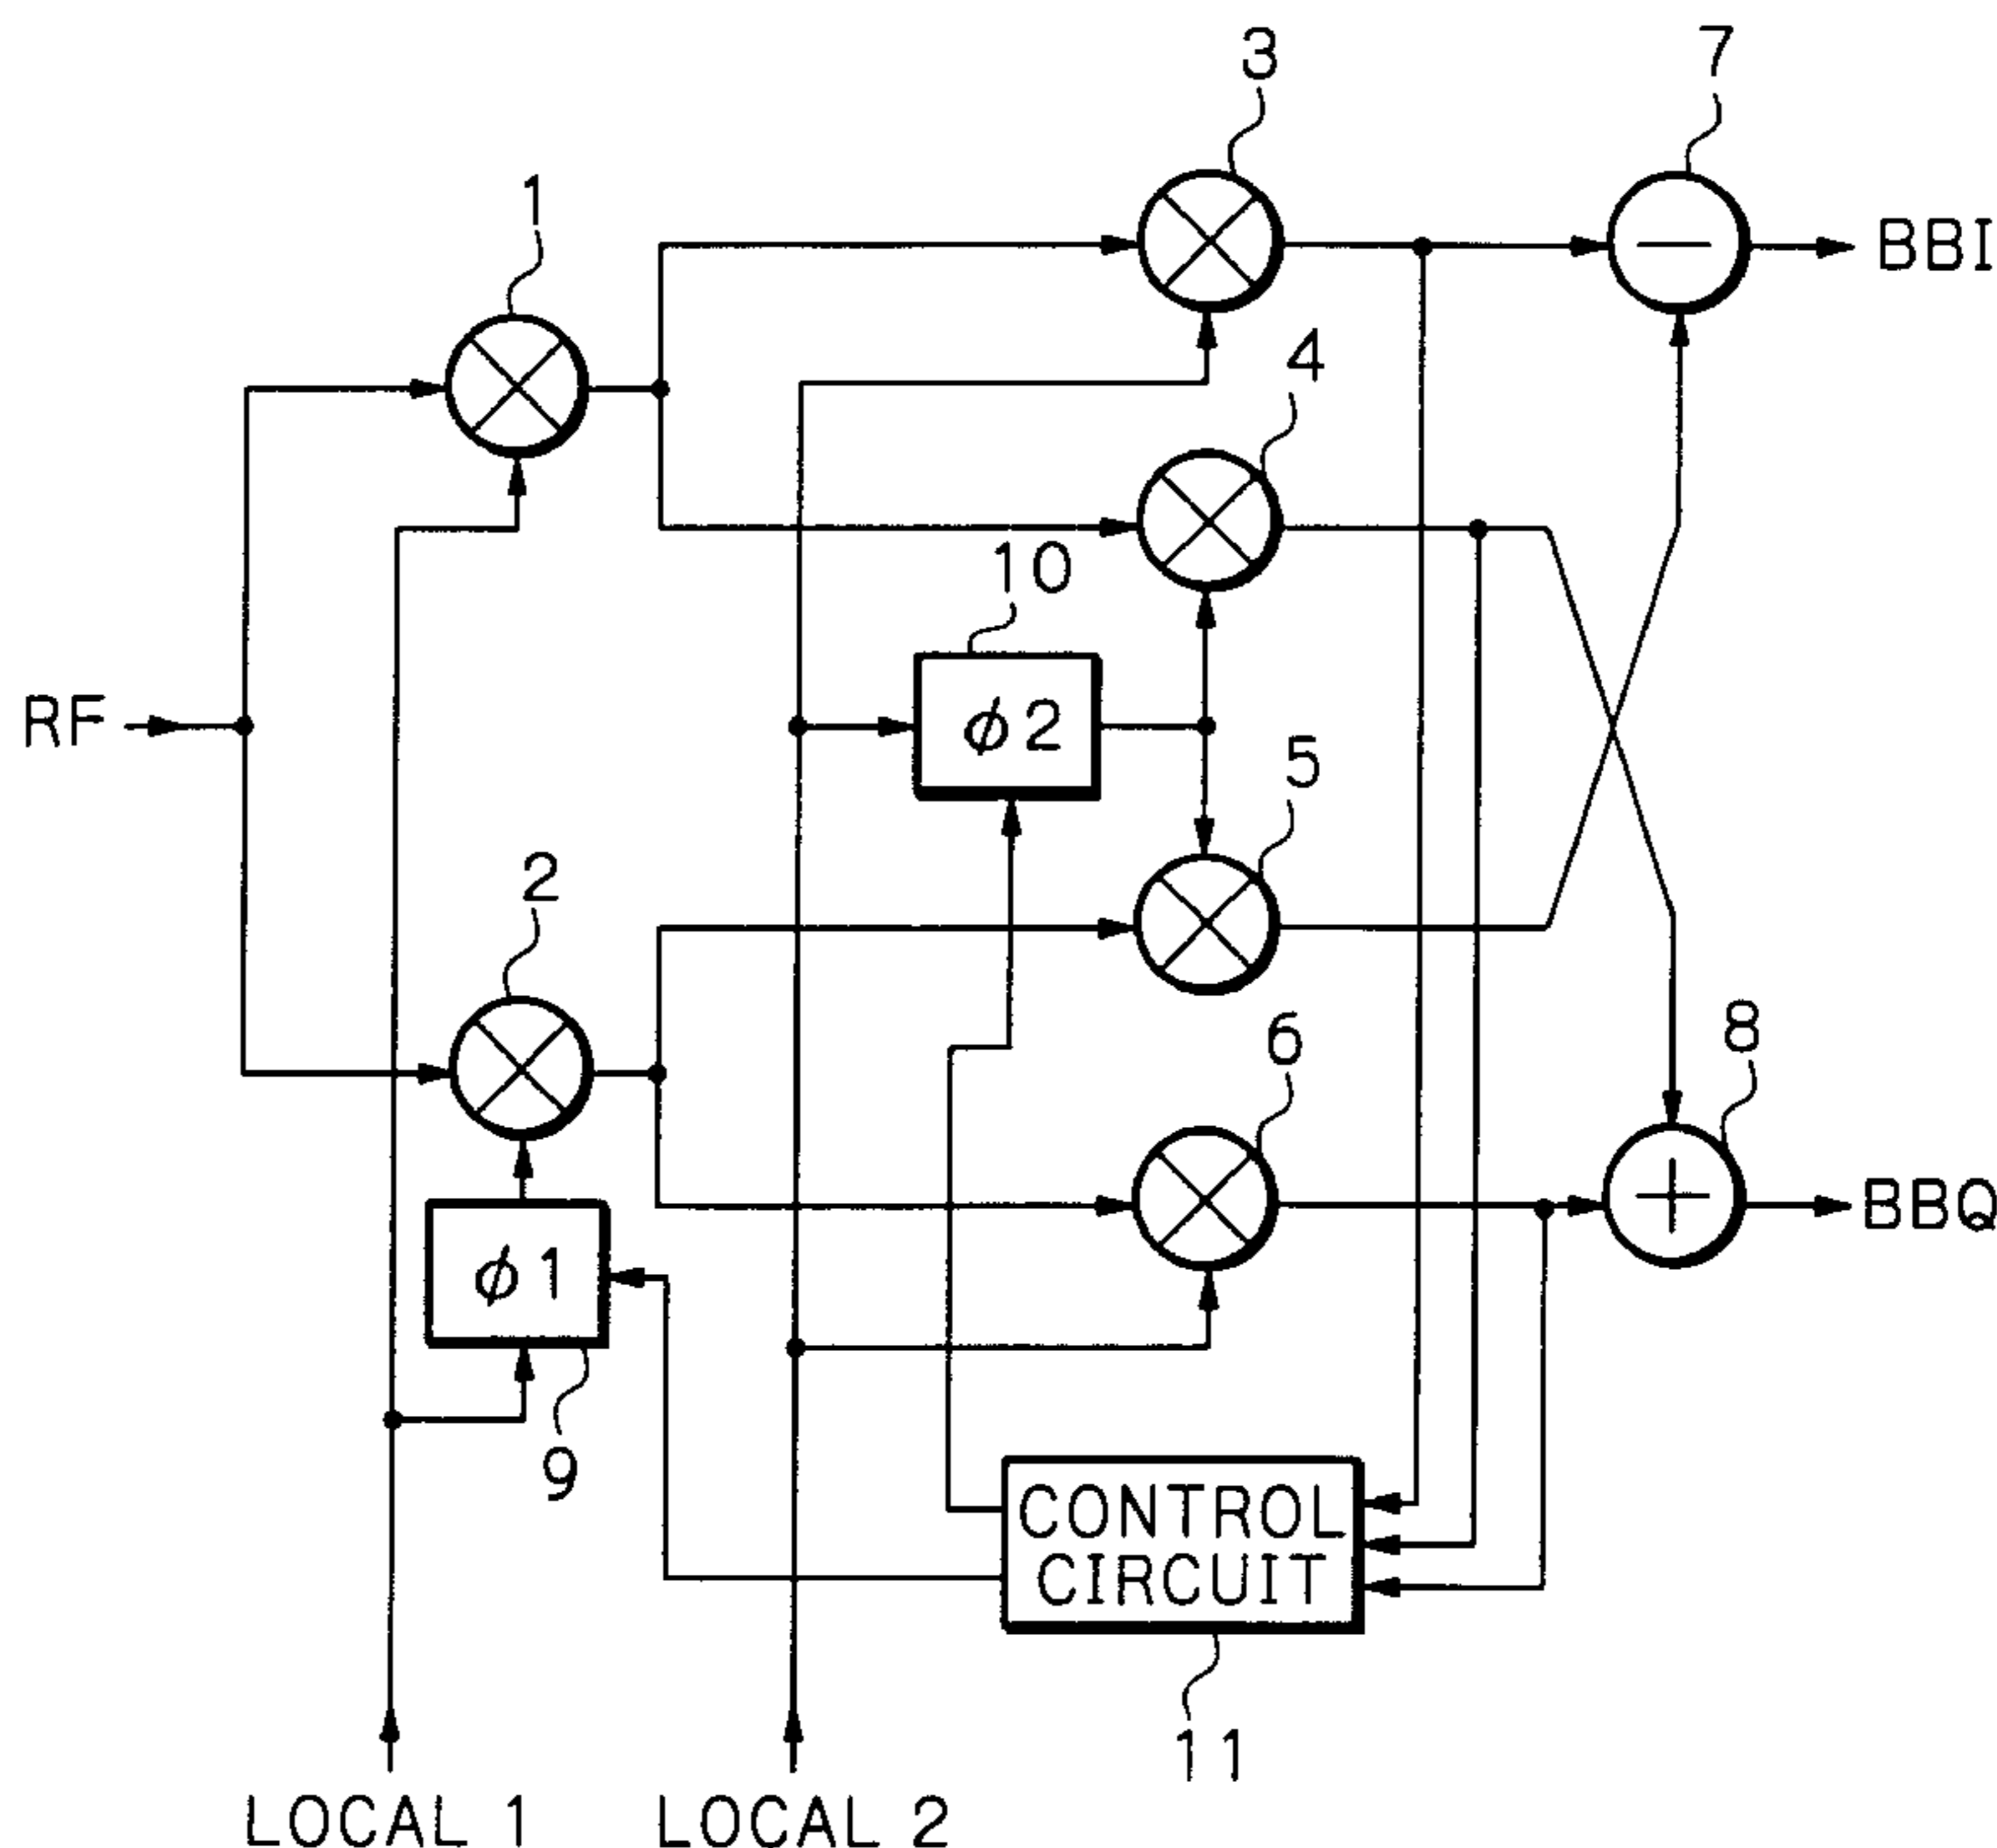 3
7
1
BBI
4
10
RF
φ2
5
2
6
8
BBQ
φ1
9
CONTROL
CIRCUIT
11
LOCAL 1
LOCAL 2